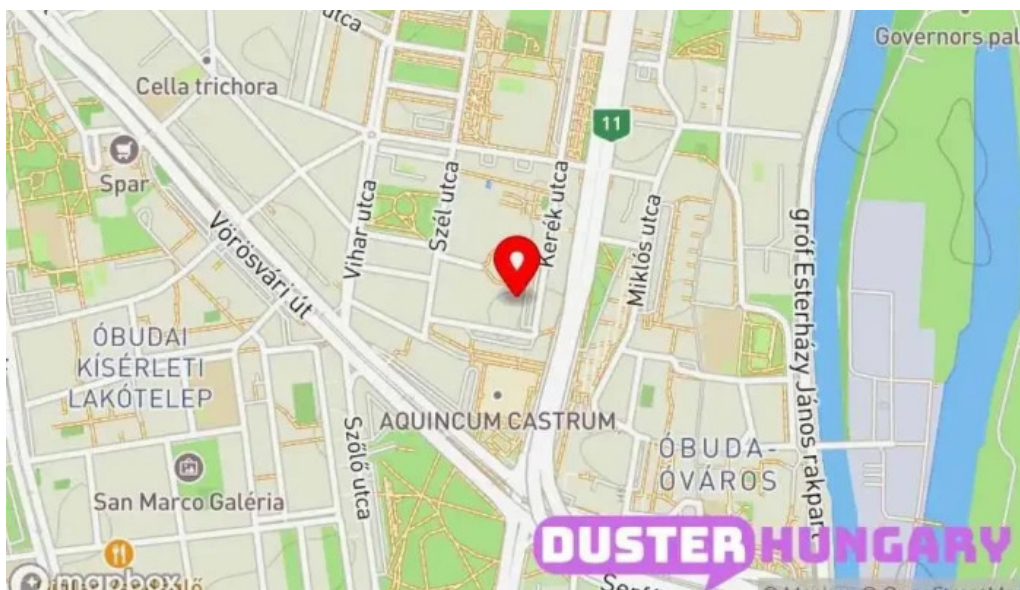 utca
Governors pal
Cella trichora
11
Spar
Vihar utca
Szél utca
Kerék utca
Miklós utca
gróf Esterházy János rakpart
Vörösvári út
ÓBUDAI
KÍSÉRLETI
LAKÓTELEP
AQUINCUM CASTRUM
Szőlő utca
ÓBUDA-
ÓVÁROS
San Marco Galéria
DUSTER HUNGARY
mapbox